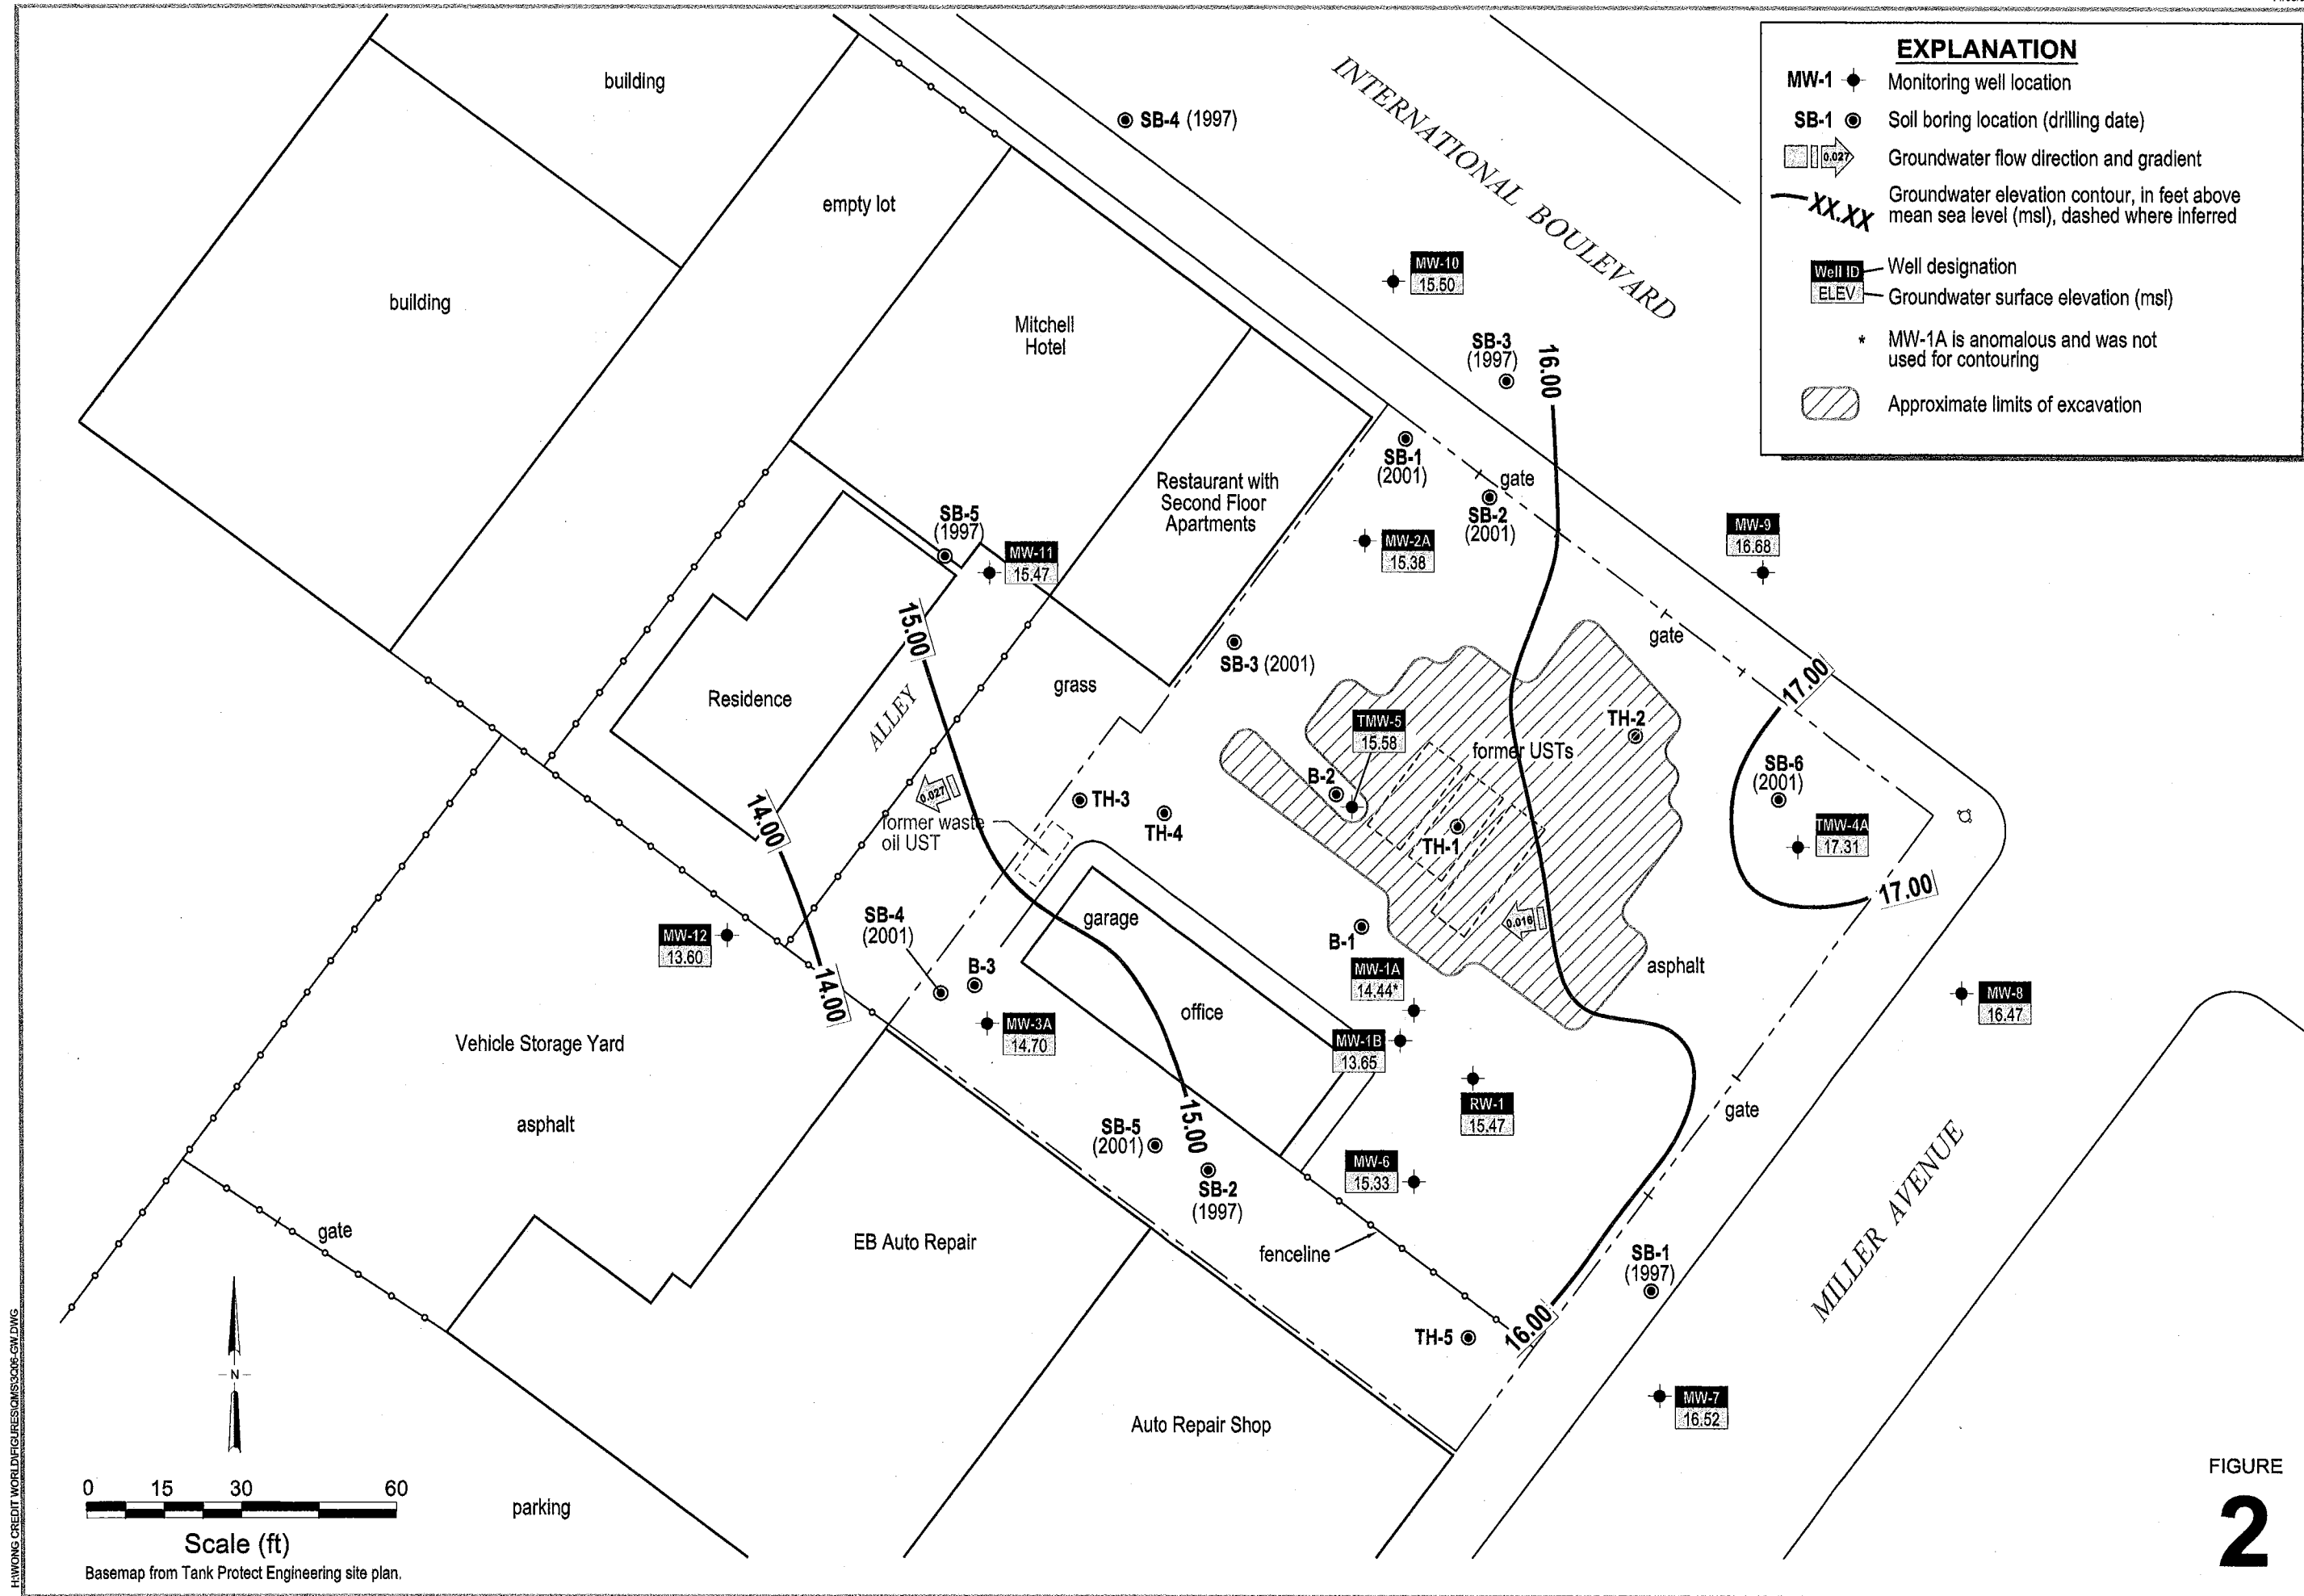 EXPLANATION
MW-1 Monitoring well location
SB-1 Soil boring location (drilling date)
0.027 Groundwater flow direction and gradient
XX.XX Groundwater elevation contour, in feet above
mean sea level (msl), dashed where inferred
Well ID Well designation
ELEV Groundwater surface elevation (msl)
* MW-1A is anomalous and was not
used for contouring
Approximate limits of excavation
building
SB-4 (1997)
INTERNATIONAL BOULEVARD
empty lot
building
MW-10
15.50
Mitchell
Hotel
SB-3
(1997)
16.00
SB-1
(2001)
gate
SB-2
(2001)
Restaurant with
Second Floor
Apartments
SB-5
(1997)
MW-11
15.47
MW-2A
15.38
MW-9
16.68
15.00
gate
SB-3 (2001)
17.00
grass
Residence
ALLEY
TMW-5
15.58
TH-2
former USTs
SB-6
(2001)
B-2
0.027
TH-3
14.00
former waste
oil UST
TH-4
TH-1
TMW-4A
17.31
17.00
SB-4
(2001)
garage
0.016
B-1
MW-12
13.60
B-3
asphalt
MW-1A
14.44*
14.00
office
MW-8
16.47
MW-3A
14.70
MW-1B
13.65
Vehicle Storage Yard
RW-1
15.47
asphalt
15.00
gate
SB-5
(2001)
MW-6
15.33
SB-2
(1997)
MILLER AVENUE
gate
EB Auto Repair
fenceline
SB-1
(1997)
16.00
TH-5
N
MW-7
16.52
Auto Repair Shop
FIGURE
2
0 15 30 60
Scale (ft)
parking
Basemap from Tank Protect Engineering site plan.
H:\WONG CREDIT WORLD\FIGURES\QMS\3Q06-GW.DWG